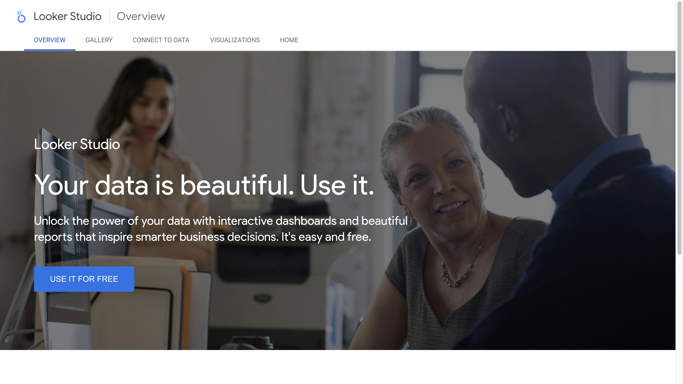 Looker Studio Overview
OVERVIEW GALLERY CONNECT TO DATA VISUALIZATIONS HOME
Looker Studio
Your data is beautiful. Use it.
Unlock the power of your data with interactive dashboards and beautiful
reports that inspire smarter business decisions. It's easy and free.
USE IT FOR FREE